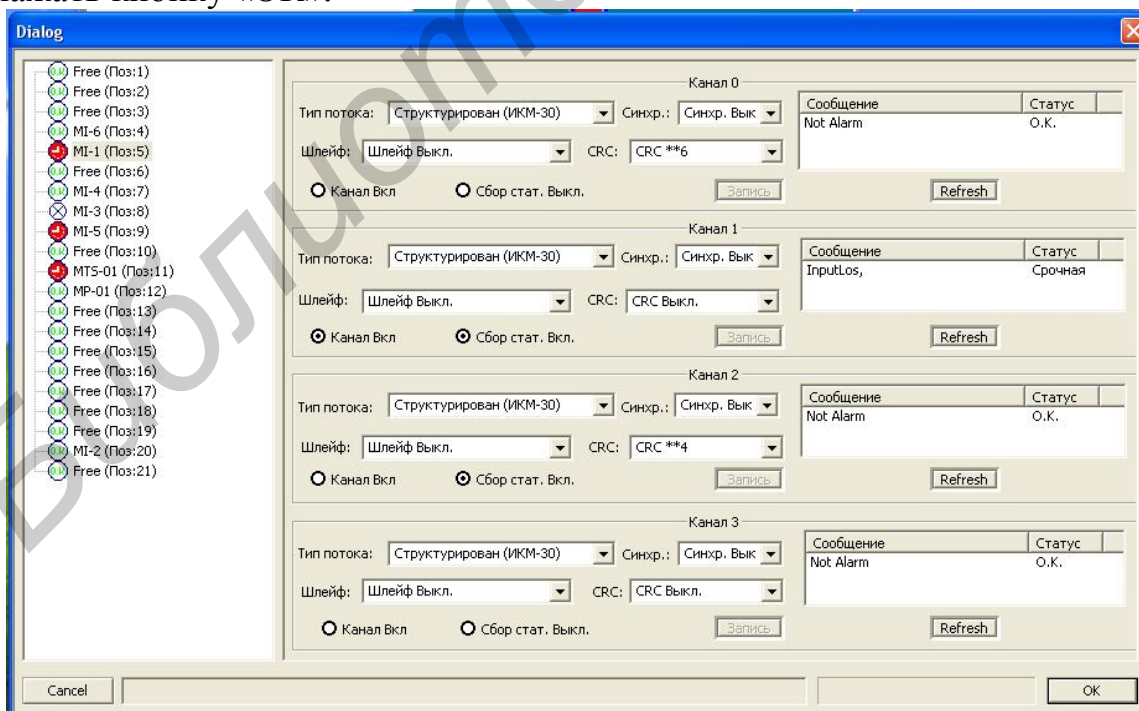 нажать кнопку «ОК».
Dialog
Free (Поз:1)
Free (Поз:2)
Free (Поз:3)
MI-6 (Поз:4)
MI-1 (Поз:5)
Free (Поз:6)
MI-4 (Поз:7)
MI-3 (Поз:8)
MI-5 (Поз:9)
Free (Поз:10)
MTS-01 (Поз:11)
MP-01 (Поз:12)
Free (Поз:13)
Free (Поз:14)
Free (Поз:15)
Free (Поз:16)
Free (Поз:17)
Free (Поз:18)
Free (Поз:19)
MI-2 (Поз:20)
Free (Поз:21)
Канал 0
Тип потока: Структурирован (ИКМ-30) Синхр.: Синхр. Вык
Шлейф: Шлейф Выкл. CRC: CRC **6
Канал Вкл Сбор стат. Выкл. Запись
Сообщение Статус
Not Alarm O.K.
Refresh
Канал 1
Тип потока: Структурирован (ИКМ-30) Синхр.: Синхр. Вык
Шлейф: Шлейф Выкл. CRC: CRC Выкл.
Канал Вкл Сбор стат. Вкл. Запись
Сообщение Статус
InputLos, Срочная
Refresh
Канал 2
Тип потока: Структурирован (ИКМ-30) Синхр.: Синхр. Вык
Шлейф: Шлейф Выкл. CRC: CRC **4
Канал Вкл Сбор стат. Вкл. Запись
Сообщение Статус
Not Alarm O.K.
Refresh
Канал 3
Тип потока: Структурирован (ИКМ-30) Синхр.: Синхр. Вык
Шлейф: Шлейф Выкл. CRC: CRC Выкл.
Канал Вкл Сбор стат. Выкл. Запись
Сообщение Статус
Not Alarm O.K.
Refresh
Cancel OK